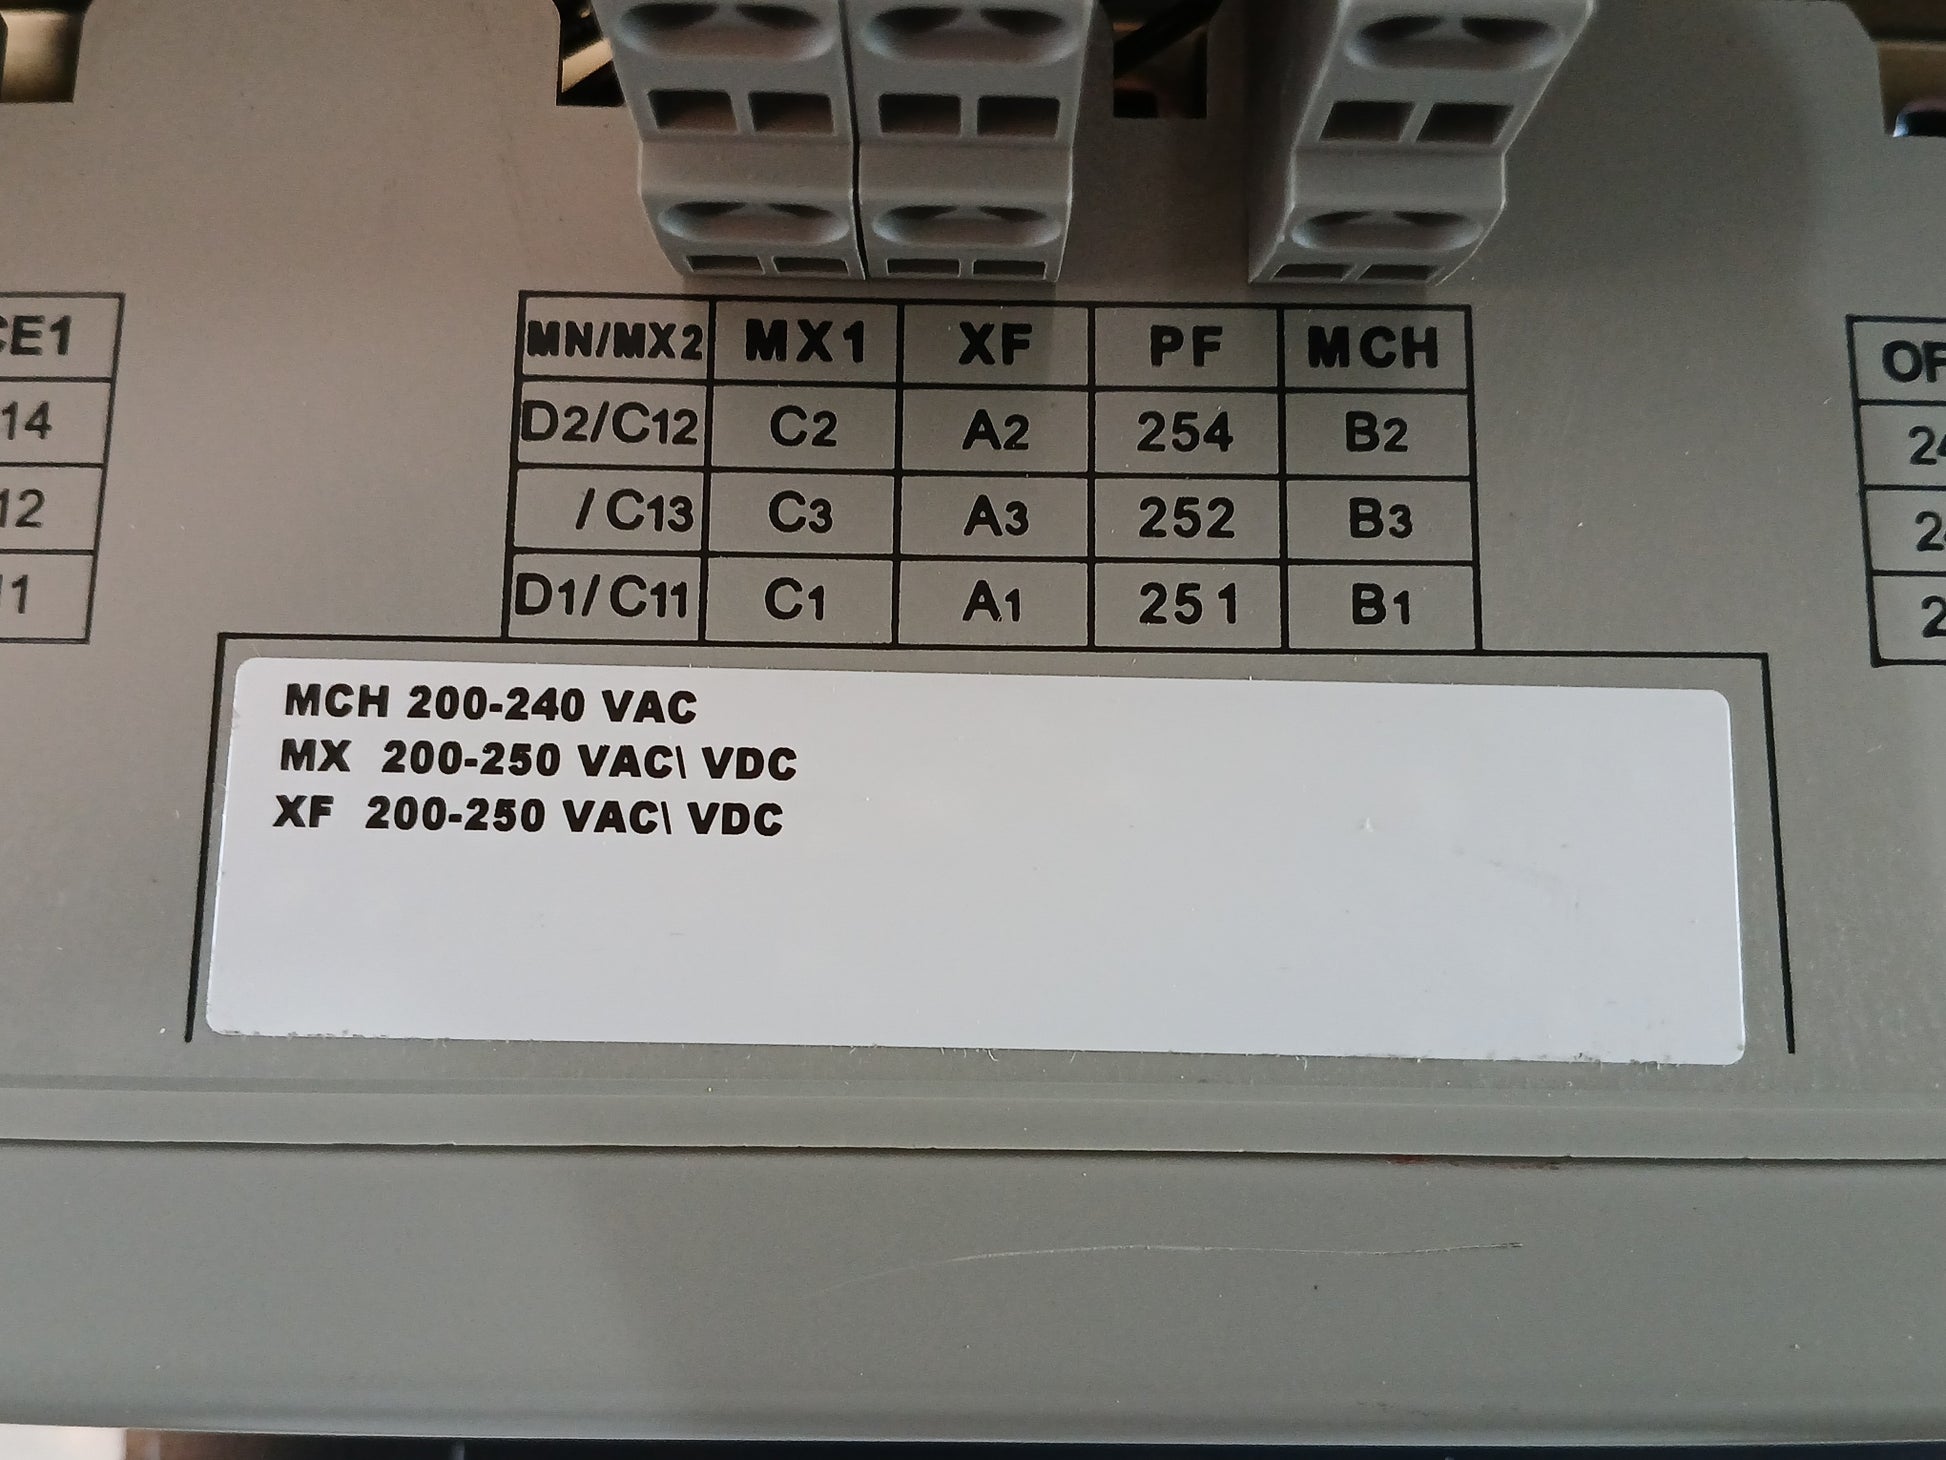 MN/MX2 MX1 XF PF MCH
D2/C12 C2 A2 254 B2
/ C13 C3 A3 252 B3
D1/C11 C1 A1 251 B1
MCH 200-240 VAC
MX 200-250 VAC\ VDC
XF 200-250 VAC\ VDC